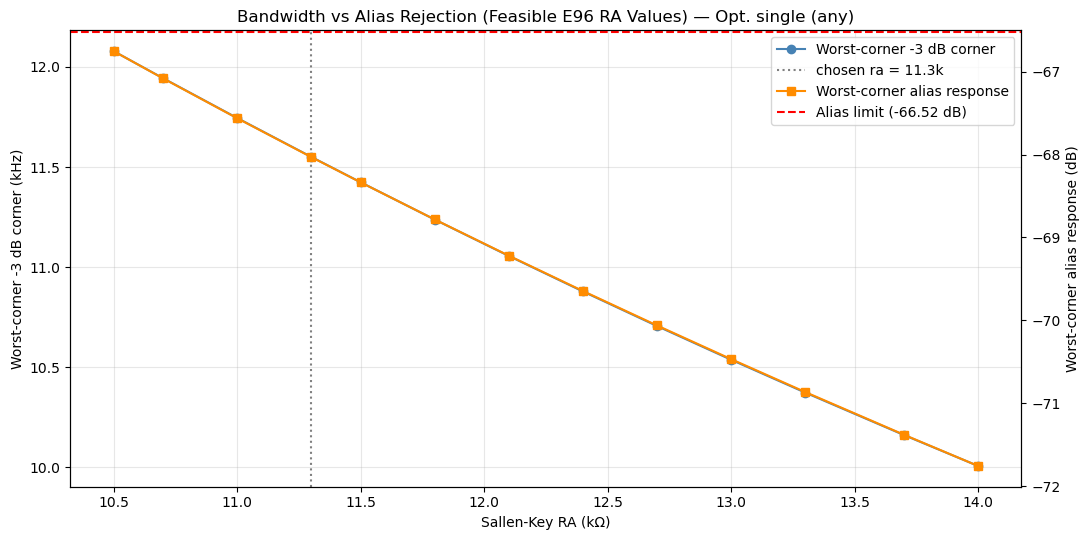 Bandwidth vs Alias Rejection (Feasible E96 RA Values) — Opt. single (any)
Worst-corner -3 dB corner
chosen ra = 11.3k
Worst-corner alias response
Alias limit (-66.52 dB)
Worst-corner -3 dB corner (kHz)
12.0
11.5
11.0
10.5
10.0
−67
−68
−69
−70
−71
−72
Worst-corner alias response (dB)
10.5 11.0 11.5 12.0 12.5 13.0 13.5 14.0
Sallen-Key RA (kΩ)